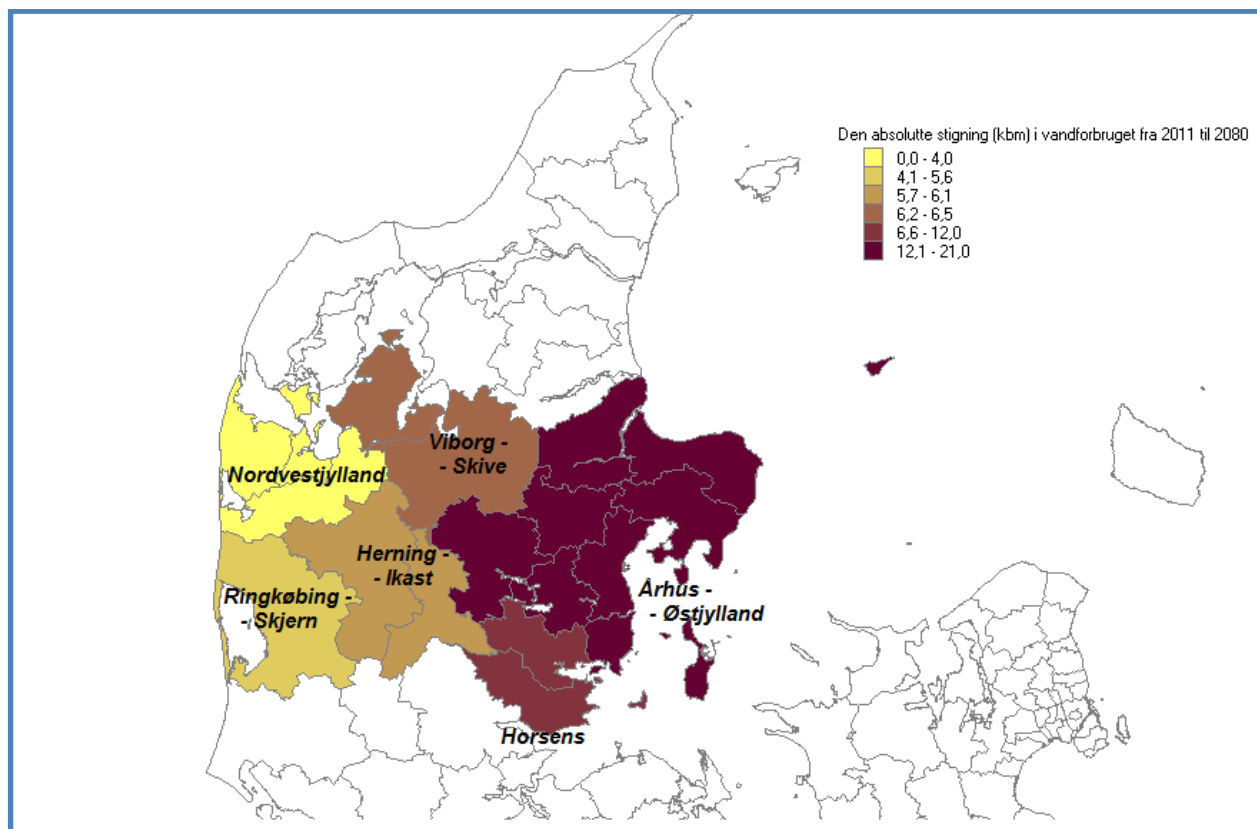 Den absolutte stigning (kbm) i vandforbruget fra 2011 til 2080
0,0 - 4,0
4,1 - 5,6
5,7 - 6,1
6,2 - 6,5
6,6 - 12,0
12,1 - 21,0
Viborg -
- Skive
Nordvestjylland
Herning -
- Ikast
Århus -
- Østjylland
Ringkøbing -
- Skjern
Horsens